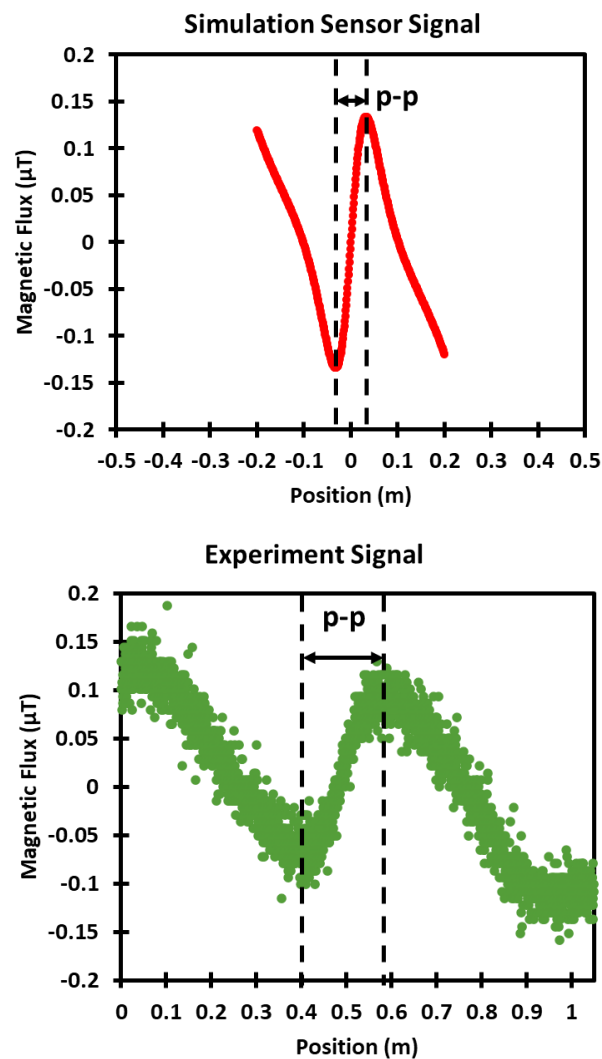 Simulation Sensor Signal
0.2
0.15
0.1
0.05
0
-0.05
-0.1
-0.15
-0.2
Magnetic Flux (µT)
p-p
-0.5 -0.4 -0.3 -0.2 -0.1 0 0.1 0.2 0.3 0.4 0.5
Position (m)
Experiment Signal
0.2
0.15
0.1
0.05
0
-0.05
-0.1
-0.15
-0.2
Magnetic Flux (µT)
p-p
0 0.1 0.2 0.3 0.4 0.5 0.6 0.7 0.8 0.9 1
Position (m)